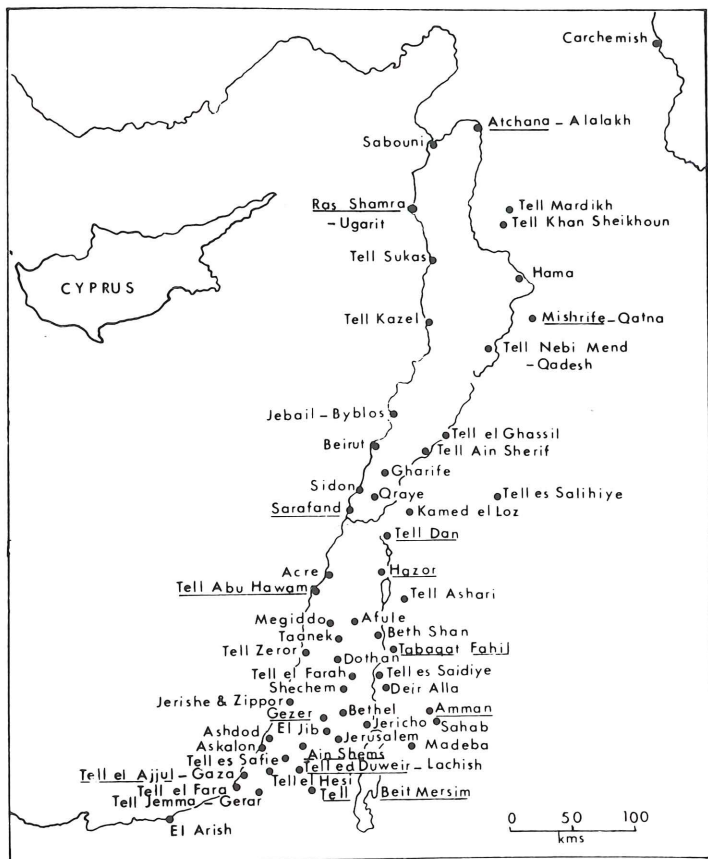 Carchemish
Atchana – Alalakh
Sabouni
Ras Shamra
–Ugarit
Tell Mardikh
Tell Khan Sheikhoun
Tell Sukas
Hama
CYPRUS
Tell Kazel
Mishrife–Qatna
Tell Nebi Mend
–Qadesh
Jebail–Byblos
Tell el Ghassil
Beirut
Tell Ain Sherif
Gharife
Sidon
Qraye
Tell es Salihiye
Sarafand
Kamed el Loz
Tell Dan
Acre
Hazor
Tell Abu Hawam
Tell Ashari
Megiddo
Afule
Taanek
Beth Shan
Tell Zeror
Tabaqat Fahil
Dothan
Tell el Farah
Tell es Saidiye
Shechem
Deir Alla
Jerishe & Zippor
Gezer
Bethel
Amman
Ashdod
El Jib
Jericho
Sahab
Askalon
Jerusalem
Madeba
Tell es Safie
Ain Shems
Tell el Ajjul–Gaza
Tell ed Duweir – Lachish
Tell el Fara
Tell el Hesi
Tell Jemma – Gerar
Tell
Beit Mersim
El Arish
0 50 100
kms